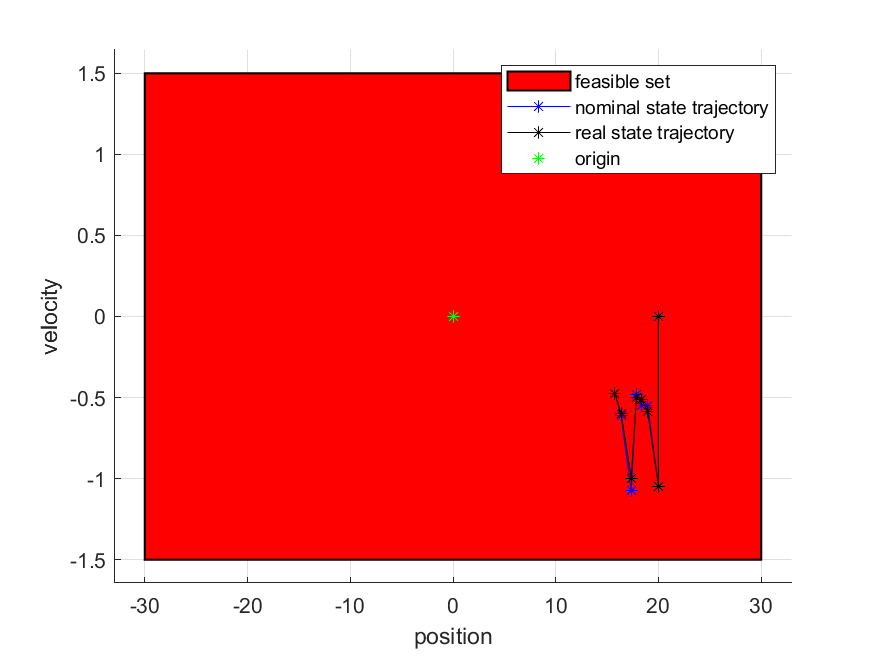 1.5
1
0.5
0
-0.5
-1
-1.5
velocity
feasible set
nominal state trajectory
real state trajectory
origin
-30 -20 -10 0 10 20 30
position